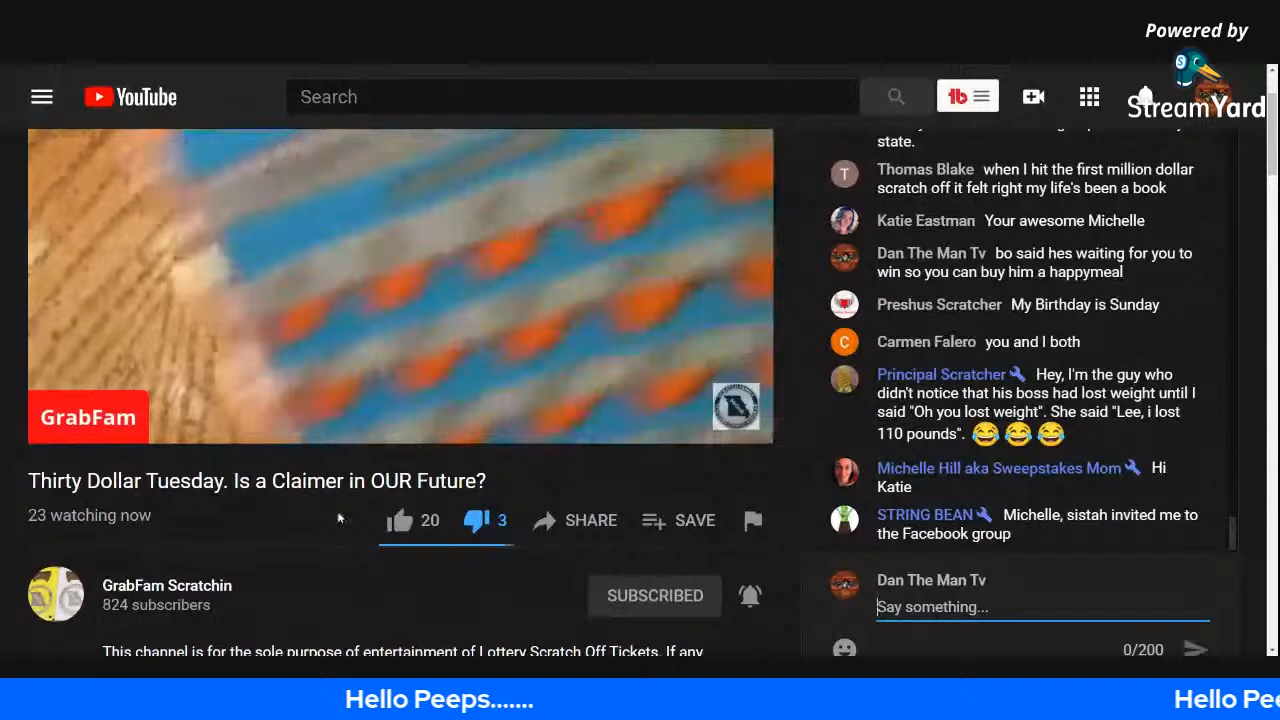 Powered by
StreamYard
YouTube
Search
GrabFam
Thirty Dollar Tuesday. Is a Claimer in OUR Future?
23 watching now
20
3
SHARE
SAVE
GrabFam Scratchin
824 subscribers
SUBSCRIBED
This channel is for the sole purpose of entertainment of Lottery Scratch Off Tickets. If any
state.
T
Thomas Blake when I hit the first million dollar
scratch off it felt right my life's been a book
Katie Eastman Your awesome Michelle
Dan The Man Tv bo said hes waiting for you to
win so you can buy him a happymeal
Preshus Scratcher My Birthday is Sunday
C
Carmen Falero you and I both
Principal Scratcher Hey, I'm the guy who
didn't notice that his boss had lost weight until I
said "Oh you lost weight". She said "Lee, i lost
110 pounds". 😂 😂 😂
Michelle Hill aka Sweepstakes Mom Hi
Katie
STRING BEAN Michelle, sistah invited me to
the Facebook group
Dan The Man Tv
Say something...
0/200
Hello Peeps....... Hello Pee